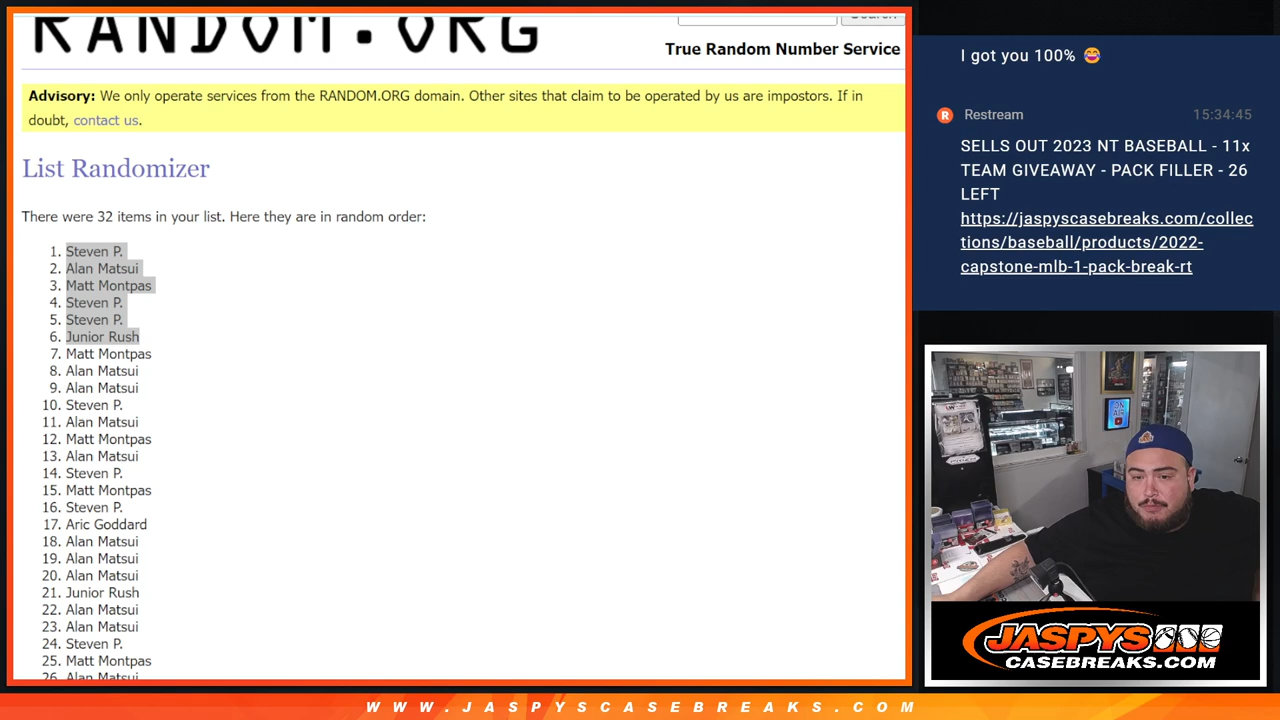 RANDOM.ORG
Search
True Random Number Service
Advisory: We only operate services from the RANDOM.ORG domain. Other sites that claim to be operated by us are impostors. If in
doubt, contact us.
List Randomizer
There were 32 items in your list. Here they are in random order:
1. Steven P.
2. Alan Matsui
3. Matt Montpas
4. Steven P.
5. Steven P.
6. Junior Rush
7. Matt Montpas
8. Alan Matsui
9. Alan Matsui
10. Steven P.
11. Alan Matsui
12. Matt Montpas
13. Alan Matsui
14. Steven P.
15. Matt Montpas
16. Steven P.
17. Aric Goddard
18. Alan Matsui
19. Alan Matsui
20. Alan Matsui
21. Junior Rush
22. Alan Matsui
23. Alan Matsui
24. Steven P.
25. Matt Montpas
26. Alan Matsui
I got you 100% 😂
R Restream 15:34:45
SELLS OUT 2023 NT BASEBALL - 11x
TEAM GIVEAWAY - PACK FILLER - 26
LEFT
https://jaspyscasebreaks.com/collec
tions/baseball/products/2022-
capstone-mlb-1-pack-break-rt
ON
AIR
JASPYS
CASEBREAKS.COM
WWW.JASPYSCASEBREAKS.COM